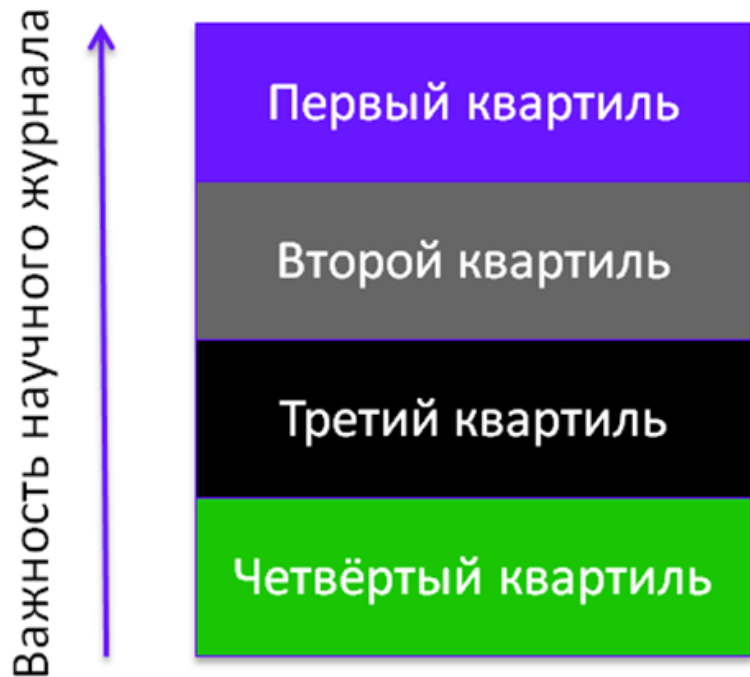 Важность научного журнала
Первый квартиль
Второй квартиль
Третий квартиль
Четвёртый квартиль